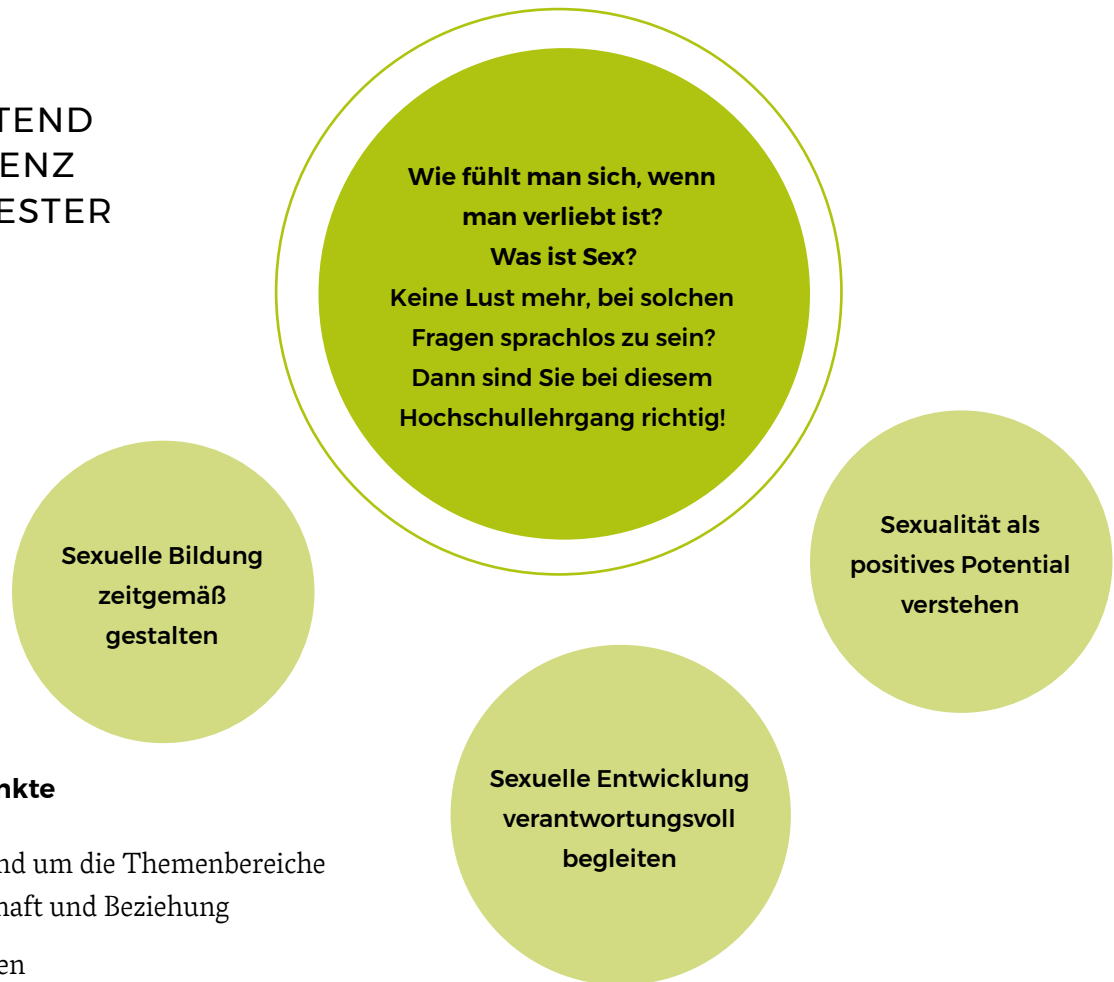 TEND
ENZ
ESTER
Wie fühlt man sich, wenn
man verliebt ist?
Was ist Sex?
Keine Lust mehr, bei solchen
Fragen sprachlos zu sein?
Dann sind Sie bei diesem
Hochschullehrgang richtig!
Sexuelle Bildung
zeitgemäß
gestalten
Sexualität als
positives Potential
verstehen
Sexuelle Entwicklung
verantwortungsvoll
begleiten
nkte
nd um die Themenbereiche
haft und Beziehung
en